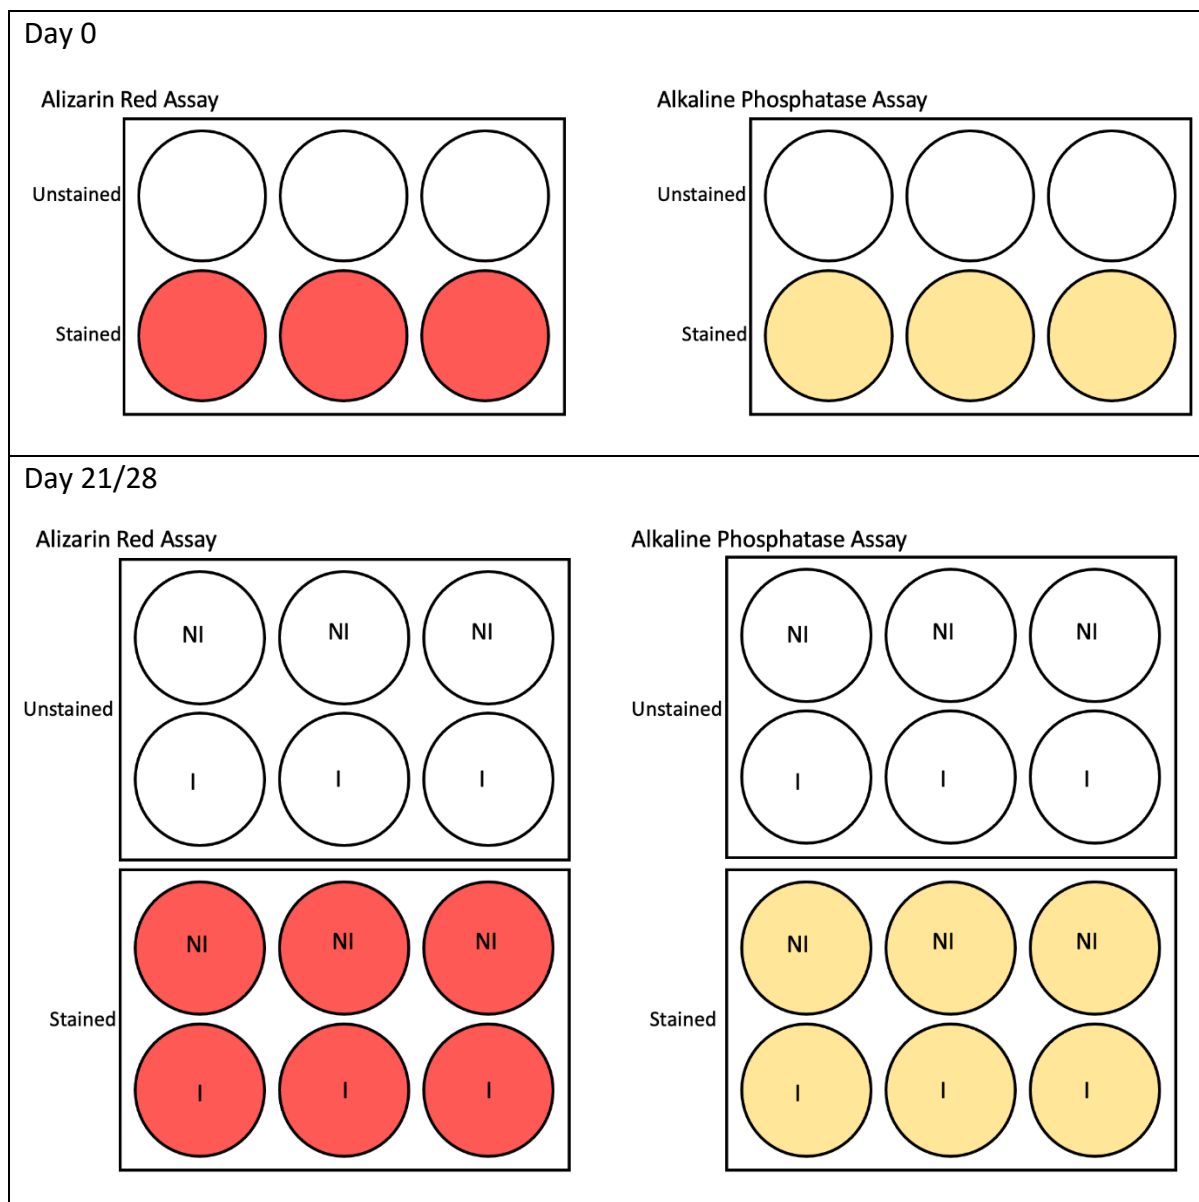 Day 0
Alizarin Red Assay
Alkaline Phosphatase Assay
Unstained
Unstained
Stained
Stained
Day 21/28
Alizarin Red Assay
Alkaline Phosphatase Assay
NI NI NI
NI NI NI
Unstained
Unstained
I I I
I I I
NI NI NI
NI NI NI
Stained
Stained
I I I
I I I